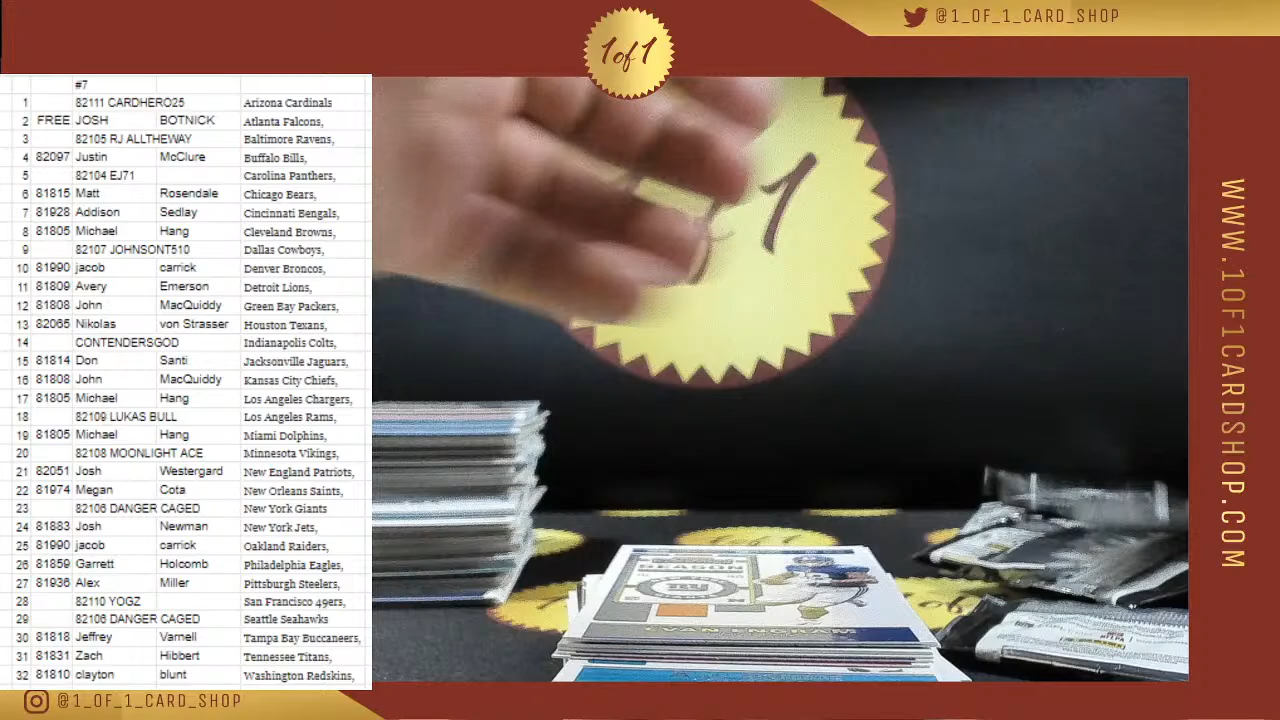 @1_OF_1_CARD_SHOP
1 of 1
#7
1 82111 CARDHERO25 Arizona Cardinals
2 FREE JOSH BOTNICK Atlanta Falcons,
3 82105 RJ ALLTHEWAY Baltimore Ravens,
4 82097 Justin McClure Buffalo Bills,
5 82104 EJ71 Carolina Panthers,
6 81815 Matt Rosendale Chicago Bears,
7 81928 Addison Sedlay Cincinnati Bengals,
8 81805 Michael Hang Cleveland Browns,
9 82107 JOHNSONT510 Dallas Cowboys,
10 81990 jacob carrick Denver Broncos,
11 81809 Avery Emerson Detroit Lions,
12 81808 John MacQuiddy Green Bay Packers,
13 82065 Nikolas von Strasser Houston Texans,
14 CONTENDERSGOD Indianapolis Colts,
15 81814 Don Santi Jacksonville Jaguars,
16 81808 John MacQuiddy Kansas City Chiefs,
17 81805 Michael Hang Los Angeles Chargers,
18 82109 LUKAS BULL Los Angeles Rams,
19 81805 Michael Hang Miami Dolphins,
20 82108 MOONLIGHT ACE Minnesota Vikings,
21 82051 Josh Westergard New England Patriots,
22 81974 Megan Cota New Orleans Saints,
23 82106 DANGER CAGED New York Giants
24 81883 Josh Newman New York Jets,
25 81990 jacob carrick Oakland Raiders,
26 81859 Garrett Holcomb Philadelphia Eagles,
27 81936 Alex Miller Pittsburgh Steelers,
28 82110 YOGZ San Francisco 49ers,
29 82106 DANGER CAGED Seattle Seahawks
30 81818 Jeffrey Varnell Tampa Bay Buccaneers,
31 81831 Zach Hibbert Tennessee Titans,
32 81810 clayton blunt Washington Redskins,
1
SEASON
EVAN ENGRAM
WWW.1OF1CARDSHOP.COM
@1_OF_1_CARD_SHOP